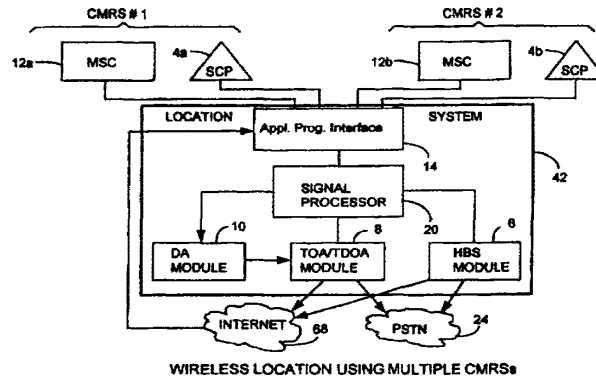 CMRS # 1
CMRS # 2
12a
MSC
4a
SCP
12b
MSC
4b
SCP
LOCATION
SYSTEM
Appl. Prog. Interface
14
42
SIGNAL
PROCESSOR
20
10
8
6
DA
MODULE
TOA/TDOA
MODULE
HBS
MODULE
INTERNET
68
PSTN
24
WIRELESS LOCATION USING MULTIPLE CMRSs